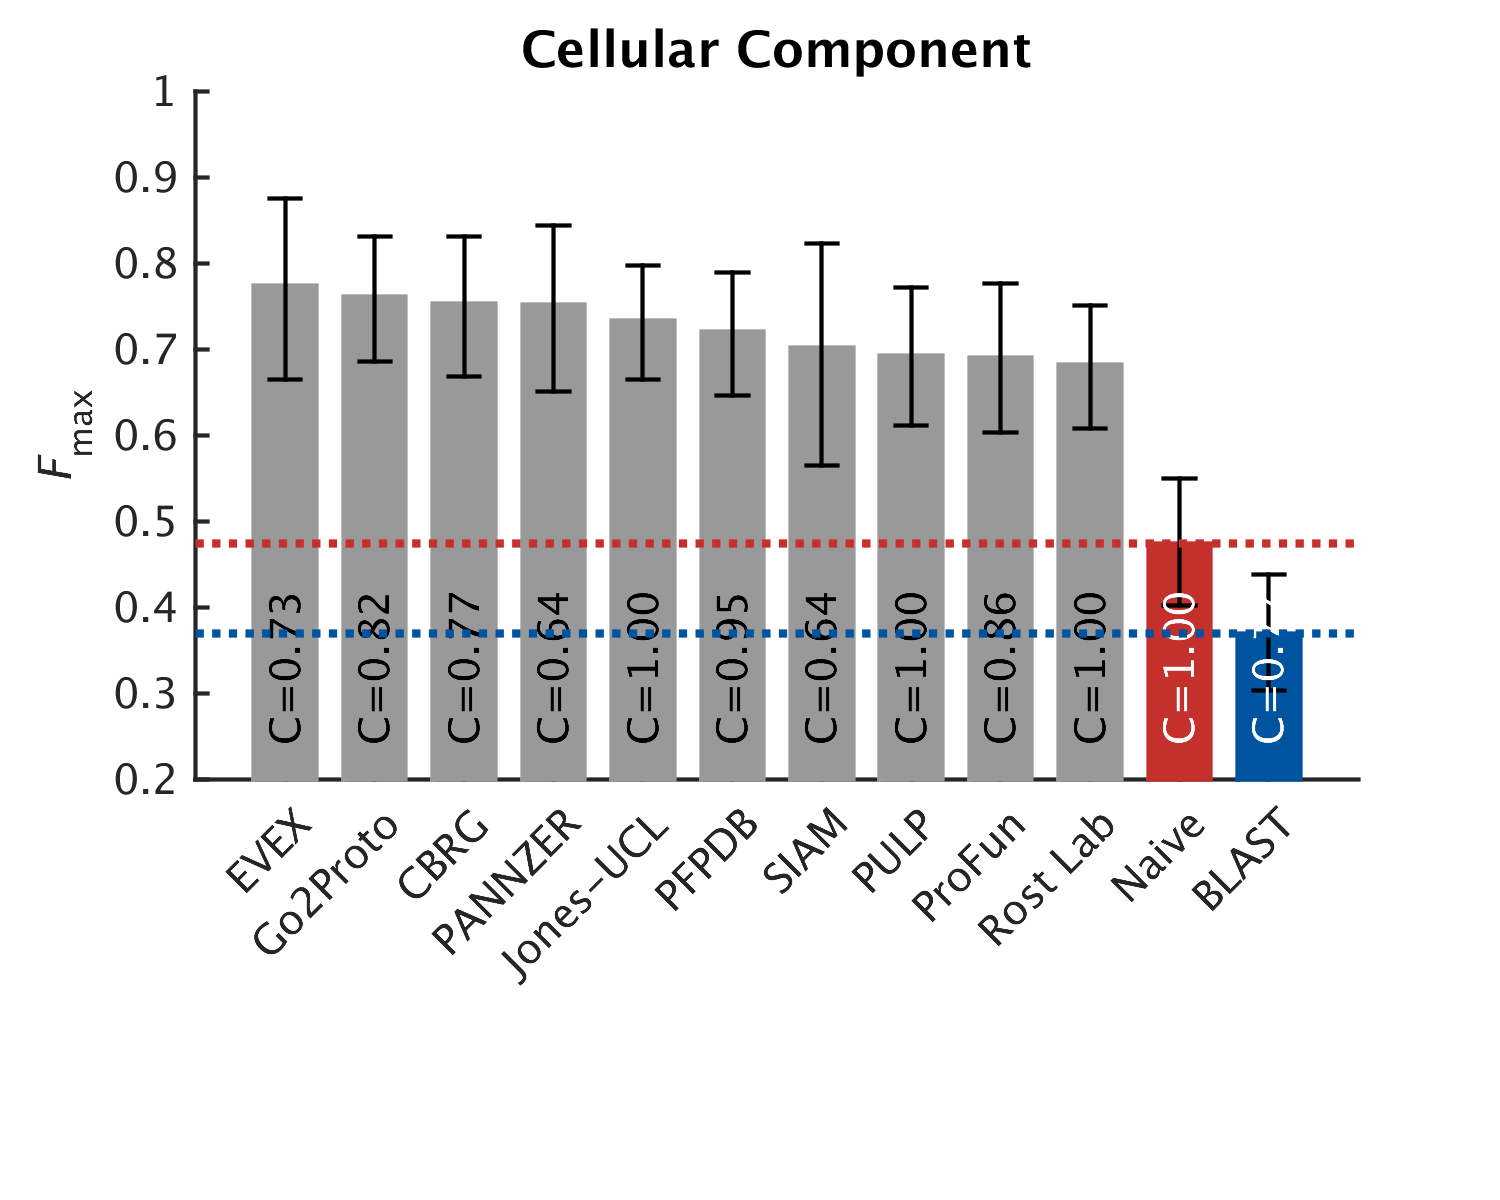 Cellular Component
1
0.9
0.8
0.7
0.6
0.5
0.4
0.3
0.2
Fmax
C=0.73
C=0.82
C=0.77
C=0.64
C=1.00
C=0.95
C=0.64
C=1.00
C=0.86
C=1.00
C=1.00
C=0.
EVEX
Go2Proto
CBRG
PANNZER
Jones-UCL
PFPDB
SIAM
PULP
ProFun
Rost Lab
Naive
BLAST